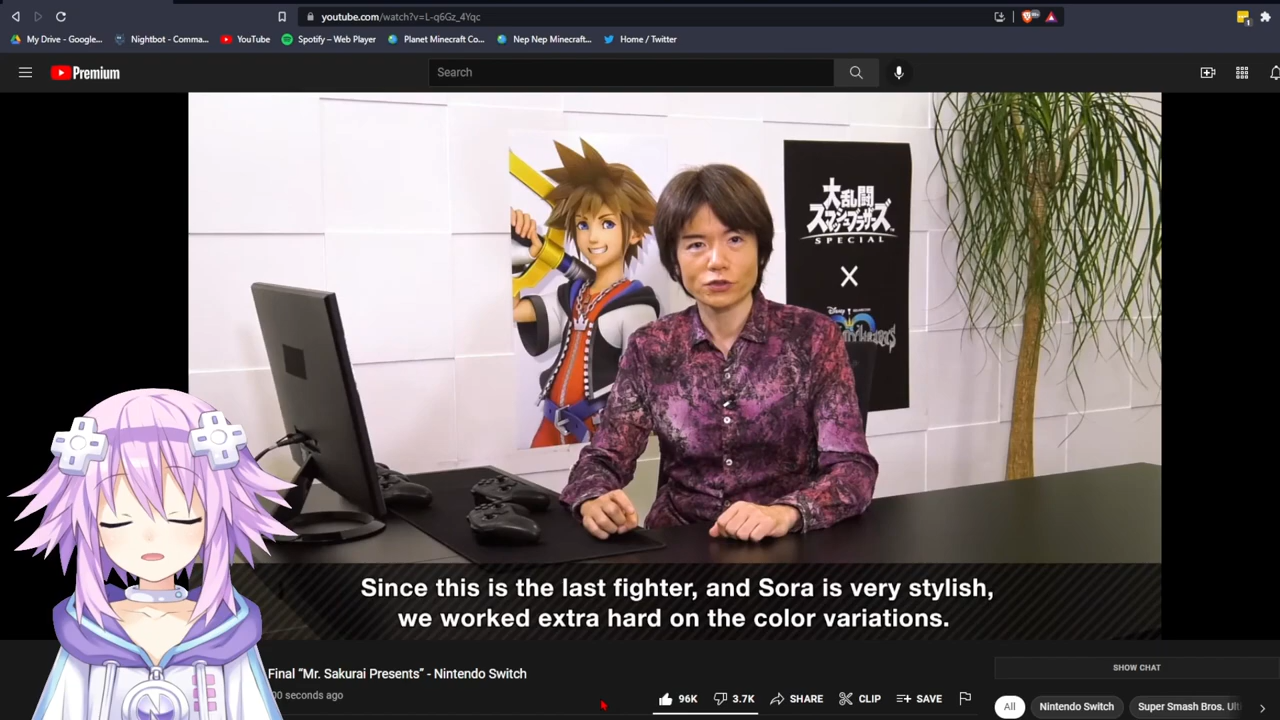 youtube.com/watch?v=L-q6Gz_4Yqc
My Drive - Google...
Nightbot - Comma...
YouTube
Spotify – Web Player
Planet Minecraft Co...
Nep Nep Minecraft...
Home / Twitter
1
Premium
Search
大乱闘
スマッシュブラザーズ
SPECIAL
X
Disney
N
Since this is the last fighter, and Sora is very stylish,
we worked extra hard on the color variations.
Final “Mr. Sakurai Presents” - Nintendo Switch
00 seconds ago
96K
3.7K
SHARE
CLIP
SAVE
SHOW CHAT
All
Nintendo Switch
Super Smash Bros. Ult